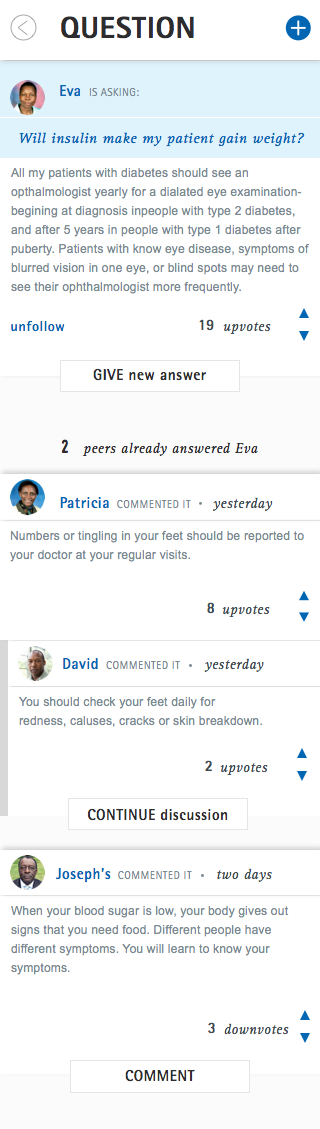 QUESTION
Eva IS ASKING:
Will insulin make my patient gain weight?
All my patients with diabetes should see an
opthalmologist yearly for a dialated eye examination-
begining at diagnosis inpeople with type 2 diabetes,
and after 5 years in people with type 1 diabetes after
puberty. Patients with know eye disease, symptoms of
blurred vision in one eye, or blind spots may need to
see their ophthalmologist more frequently.
unfollow 19 upvotes
GIVE new answer
2 peers already answered Eva
Patricia COMMENTED IT • yesterday
Numbers or tingling in your feet should be reported to
your doctor at your regular visits.
8 upvotes
David COMMENTED IT • yesterday
You should check your feet daily for
redness, caluses, cracks or skin breakdown.
2 upvotes
CONTINUE discussion
Joseph's COMMENTED IT • two days
When your blood sugar is low, your body gives out
signs that you need food. Different people have
different symptoms. You will learn to know your
symptoms.
3 downvotes
COMMENT